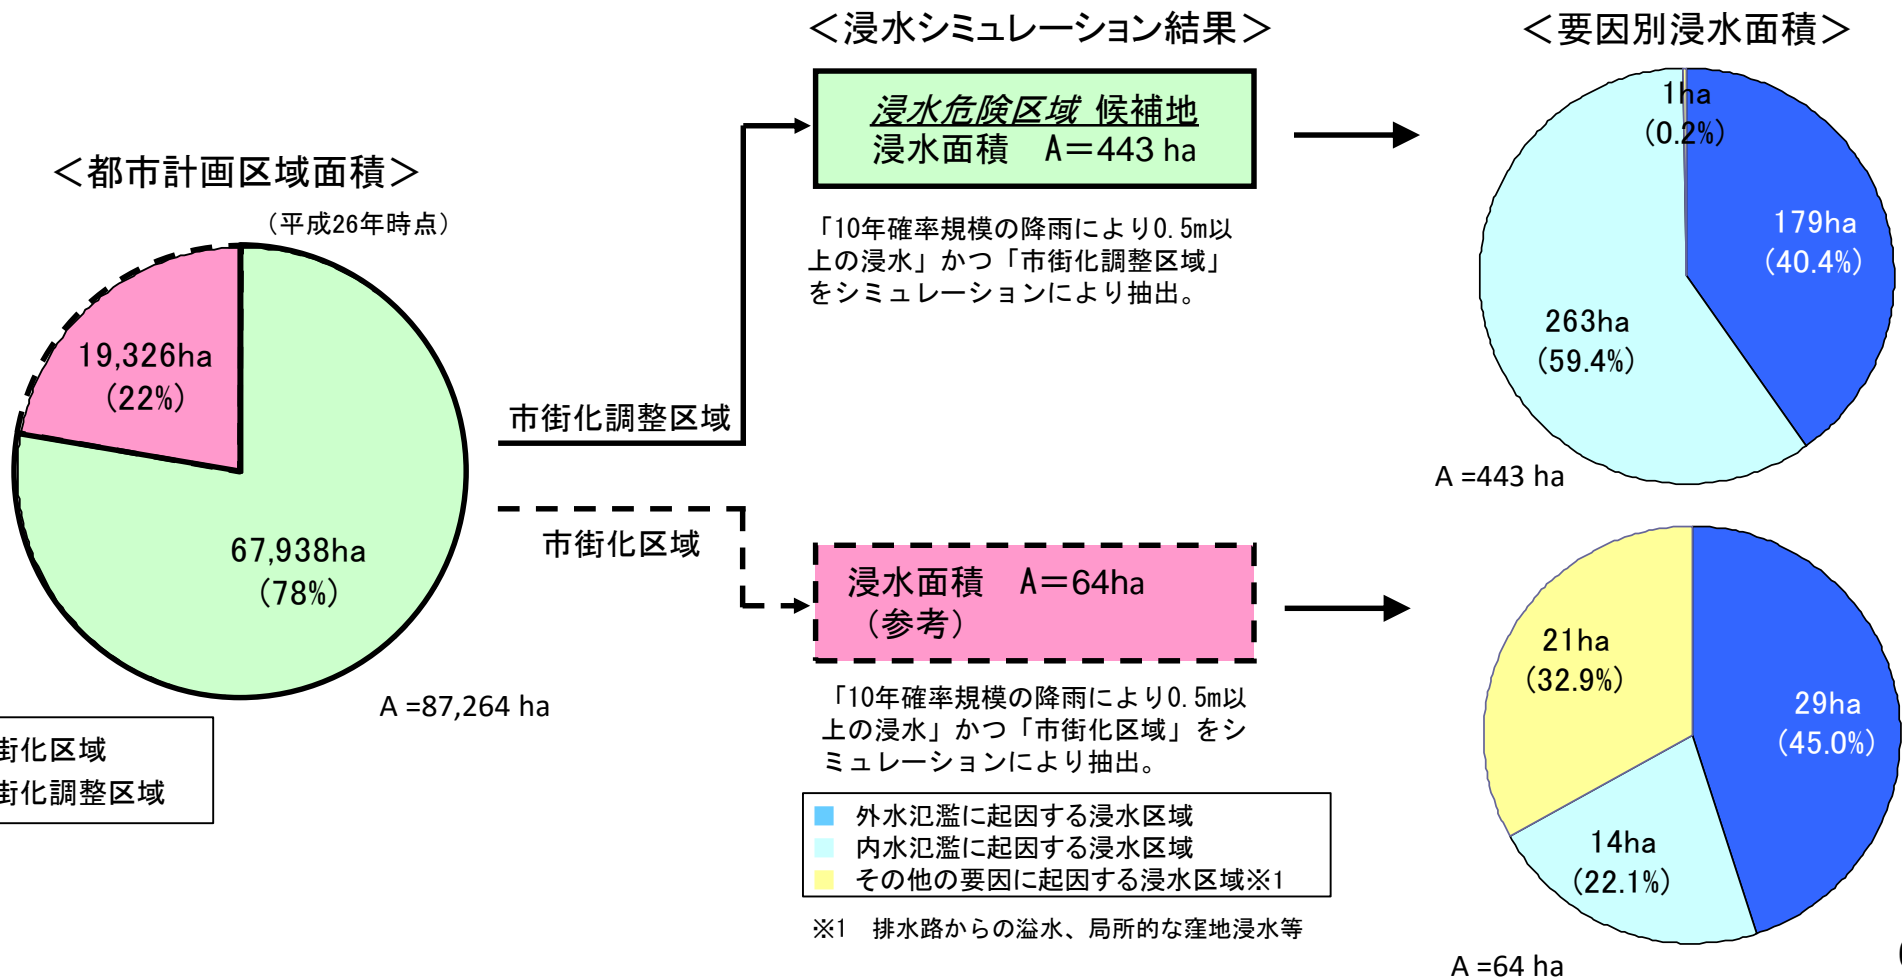 ＜都市計画区域面積＞
（平成26年時点）
19,326ha
(22%)
67,938ha
(78%)
A =87,264 ha
街化区域
街化調整区域
市街化調整区域
市街化区域
＜浸水シミュレーション結果＞
浸水危険区域 候補地
浸水面積　A＝443 ha
「10年確率規模の降雨により0.5m以
上の浸水」かつ「市街化調整区域」
をシミュレーションにより抽出。
浸水面積　A＝64ha
（参考）
「10年確率規模の降雨により0.5m以
上の浸水」かつ「市街化区域」をシ
ミュレーションにより抽出。
外水氾濫に起因する浸水区域
内水氾濫に起因する浸水区域
その他の要因に起因する浸水区域※1
※1　排水路からの溢水、局所的な窪地浸水等
＜要因別浸水面積＞
1ha
(0.2%)
179ha
(40.4%)
263ha
(59.4%)
A =443 ha
21ha
(32.9%)
29ha
(45.0%)
14ha
(22.1%)
A =64 ha